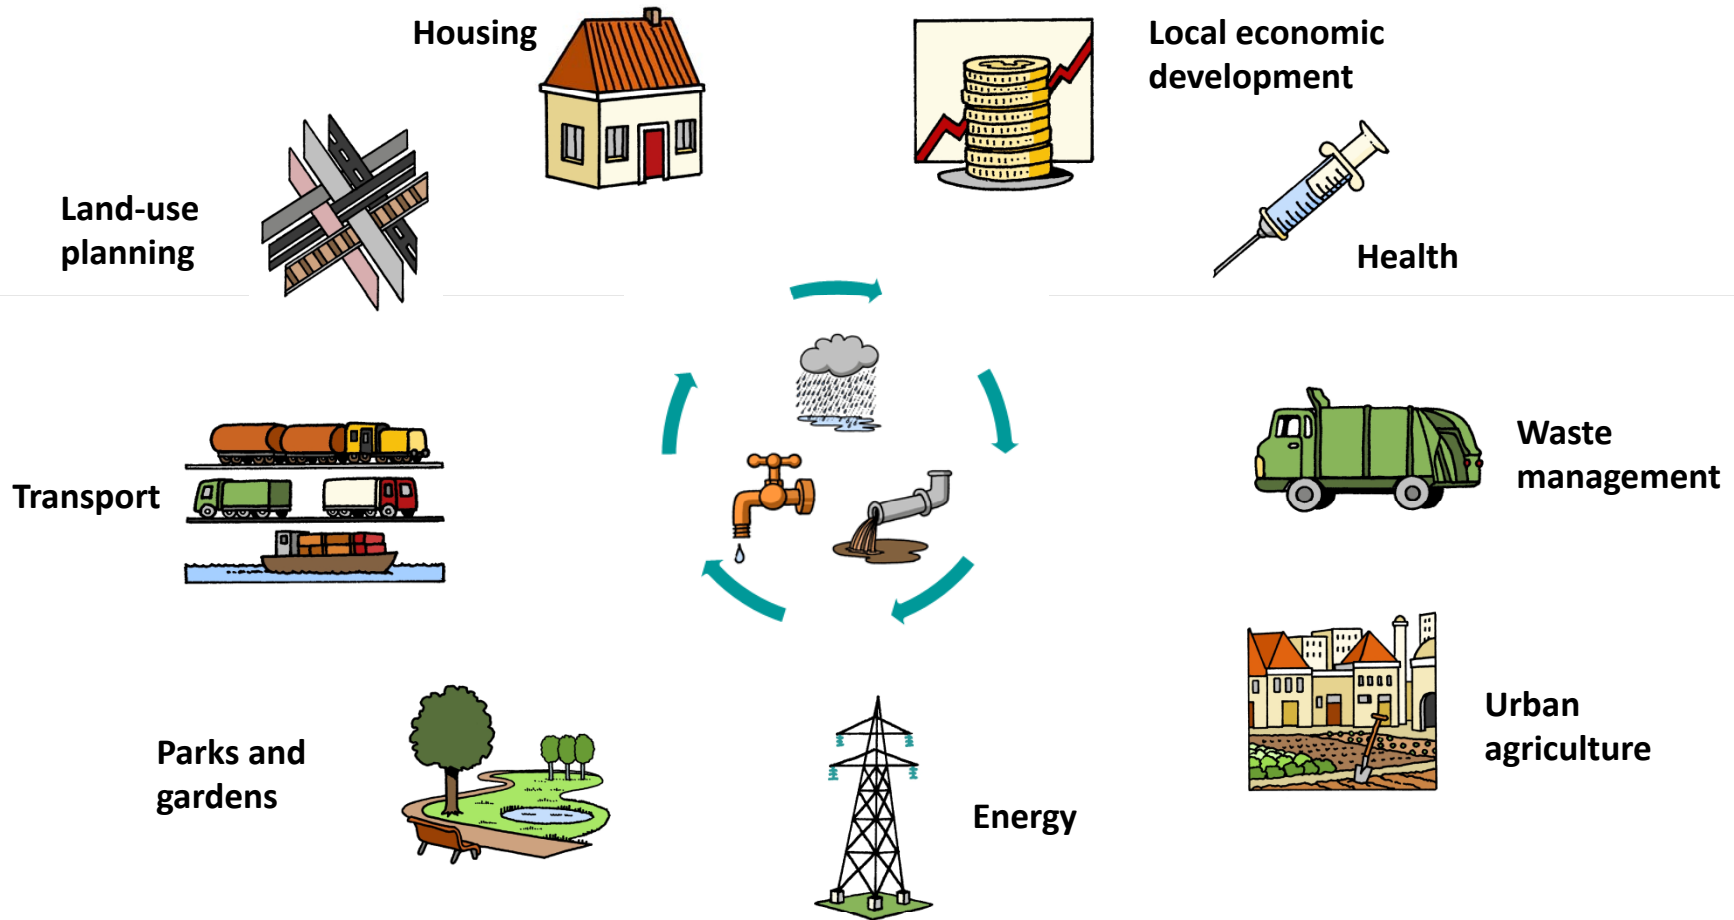 Housing
Local economic
development
Land-use
planning
Health
Transport
Waste
management
Parks and
gardens
Energy
Urban
agriculture